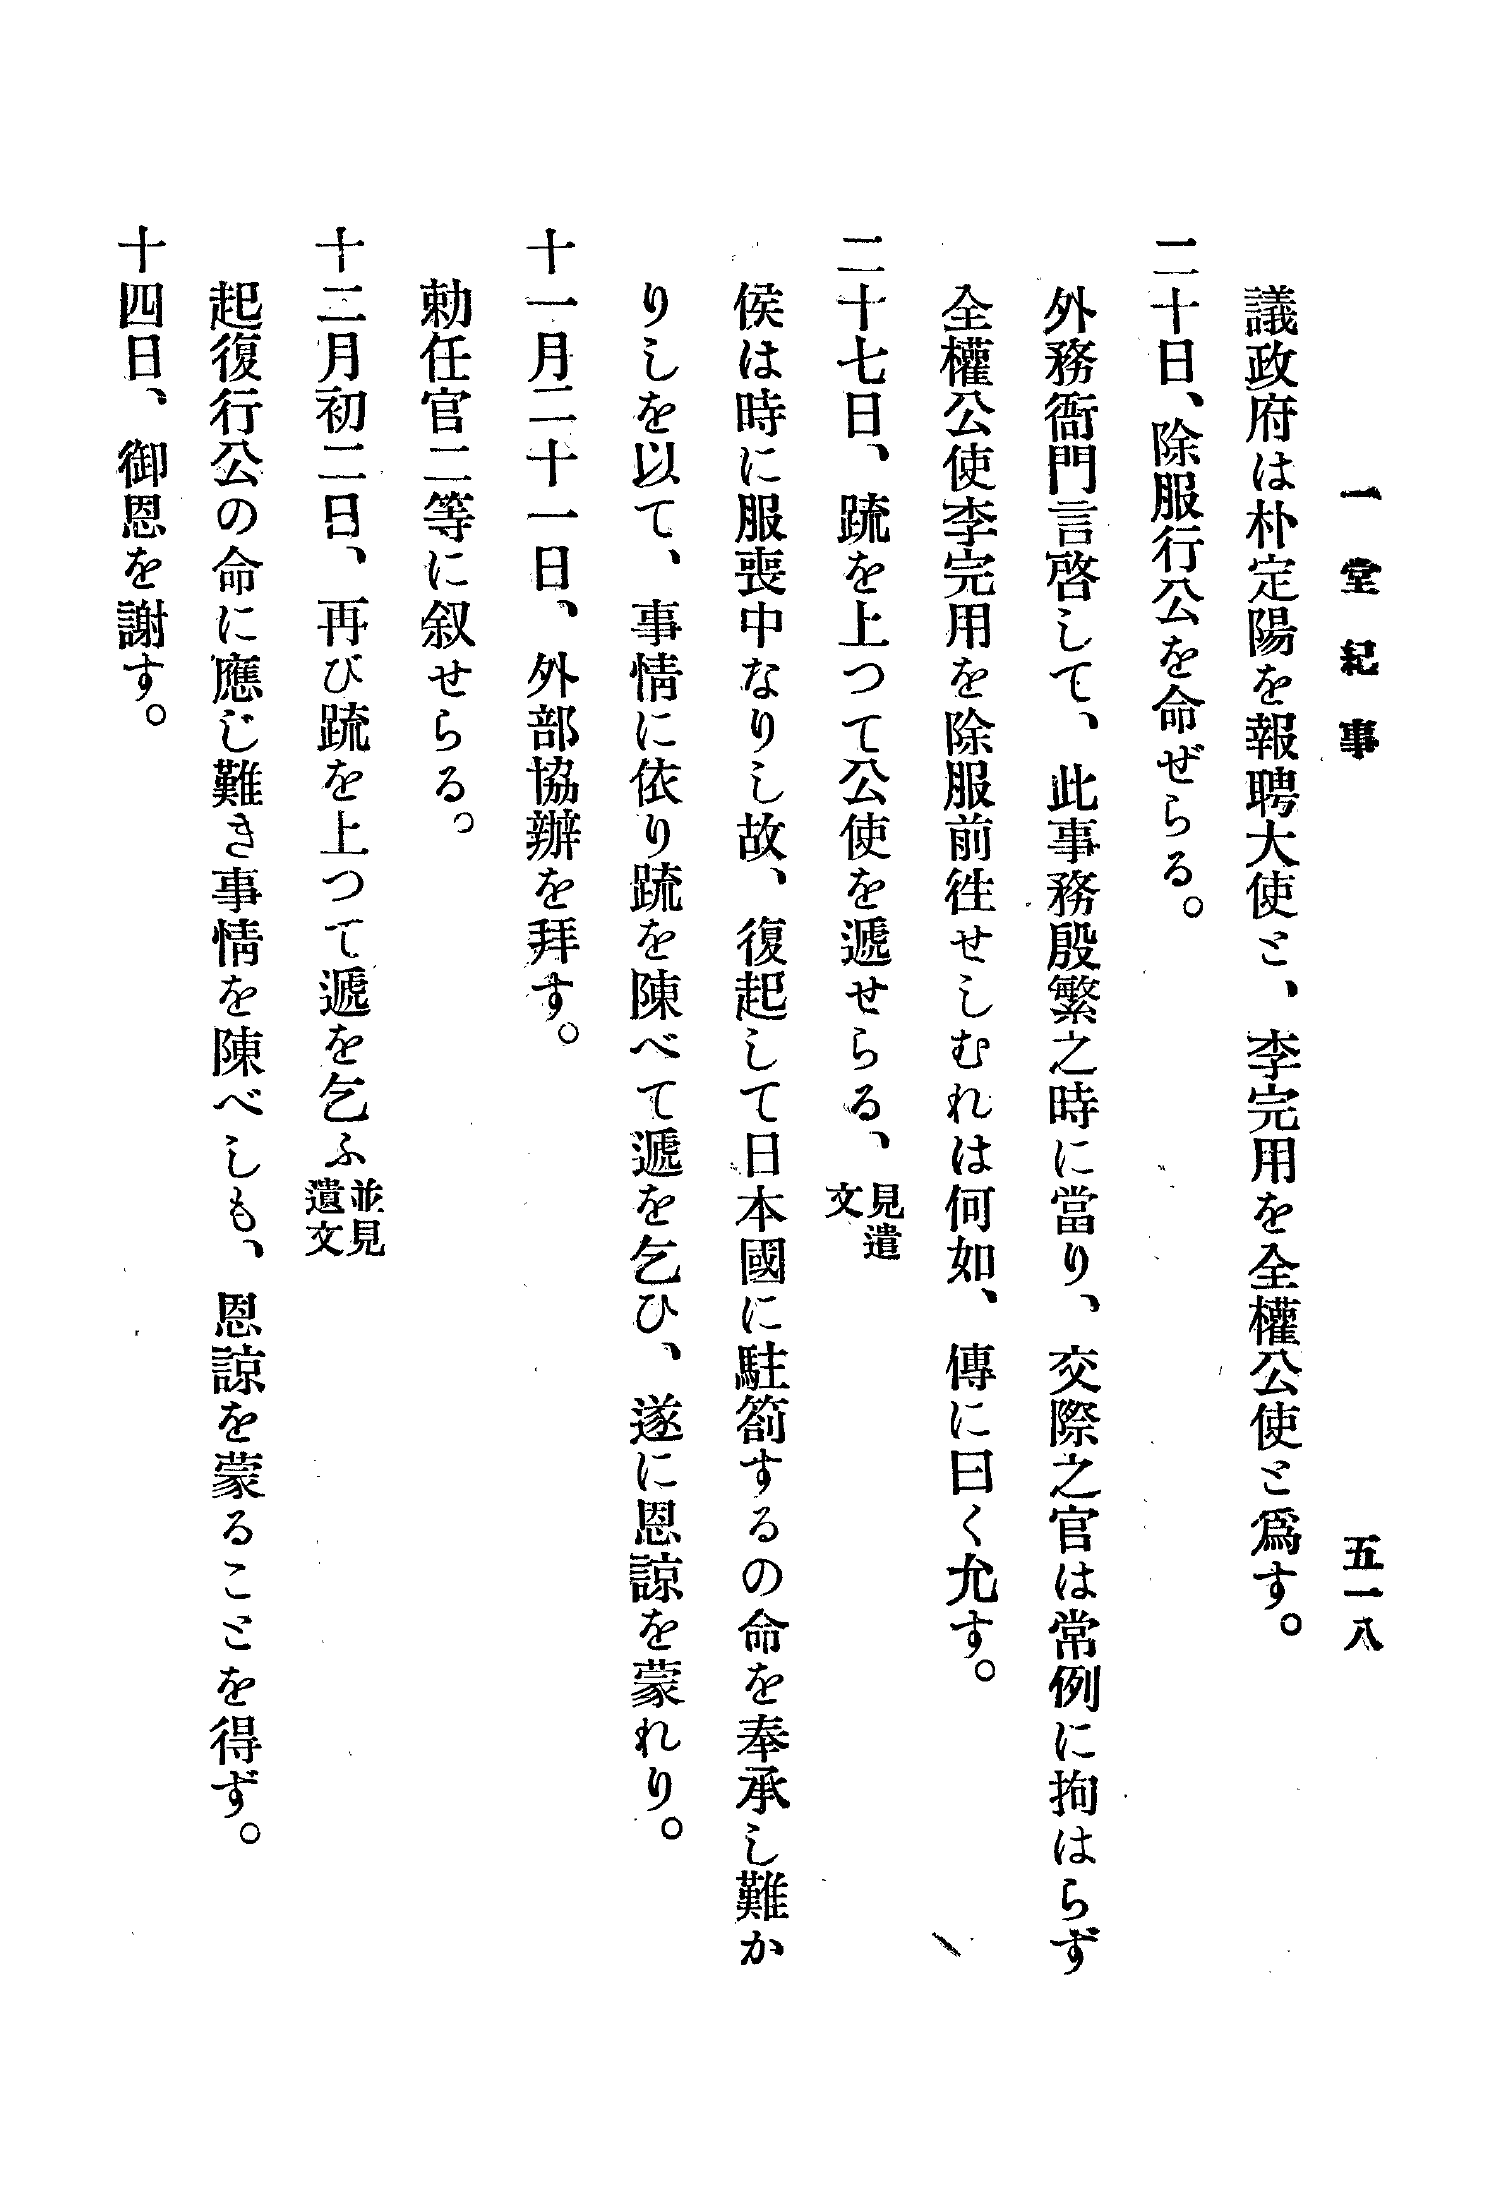 一堂紀事
五一八
議政府は朴定陽を報聘大使と、李完用を全權公使と爲す。
二十日、除服行公を命ぜらる。
外務衙門言啓して、此事務殷繁之時に當り、交際之官は常例に拘はらず
全權公使李完用を除服前徃せしむれは何如、傳に曰く允す。
二十七日、䟽を上つて公使を遞せらる、見遺文
侯は時に服喪中なりし故、復起して日本國に駐箚するの命を奉承し難か
りしを以て、事情に依り䟽を陳べて遞を乞ひ、遂に恩諒を蒙れり。
十一月二十一日、外部協辦を拜す。
勅任官二等に叙せらる。
十二月初二日、再び䟽を上つて遞を乞ふ並見遺文
起復行公の命に應じ難き事情を陳べしも、恩諒を蒙ることを得ず。
十四日、御恩を謝す。